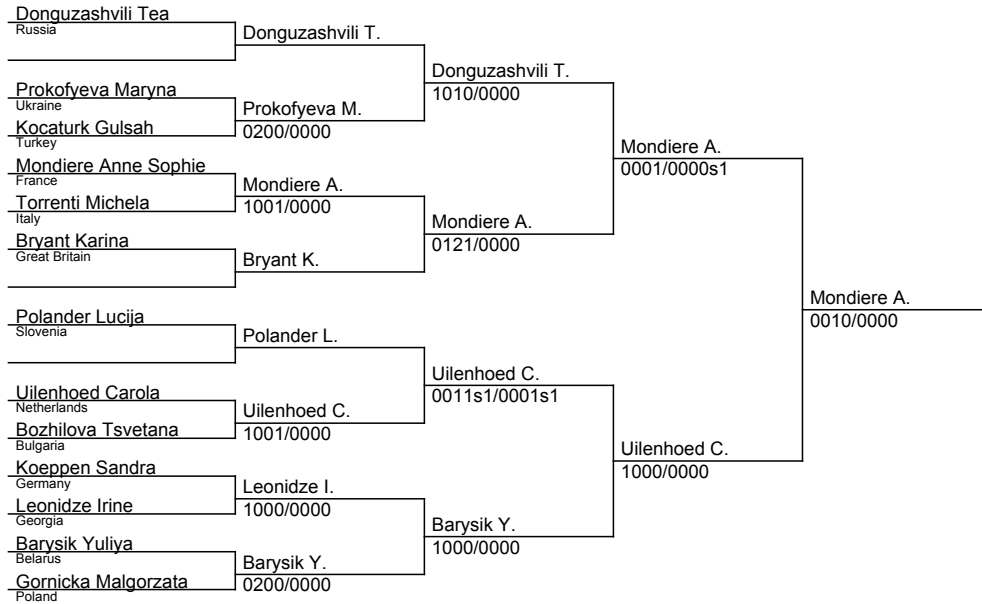 Donguzashvili Tea
Russia
Prokofyeva Maryna
Ukraine
Kocaturk Gulsah
Turkey
Mondiere Anne Sophie
France
Torrenti Michela
Italy
Bryant Karina
Great Britain
Polander Lucija
Slovenia
Uilenhoed Carola
Netherlands
Bozhilova Tsvetana
Bulgaria
Koeppen Sandra
Germany
Leonidze Irine
Georgia
Barysik Yuliya
Belarus
Gornicka Malgorzata
Poland
Donguzashvili T.
Prokofyeva M.
0200/0000
Mondiere A.
1001/0000
Bryant K.
Polander L.
Uilenhoed C.
1001/0000
Leonidze I.
1000/0000
Barysik Y.
0200/0000
Donguzashvili T.
1010/0000
Mondiere A.
0121/0000
Uilenhoed C.
0011s1/0001s1
Barysik Y.
1000/0000
Mondiere A.
0001/0000s1
Uilenhoed C.
1000/0000
Mondiere A.
0010/0000